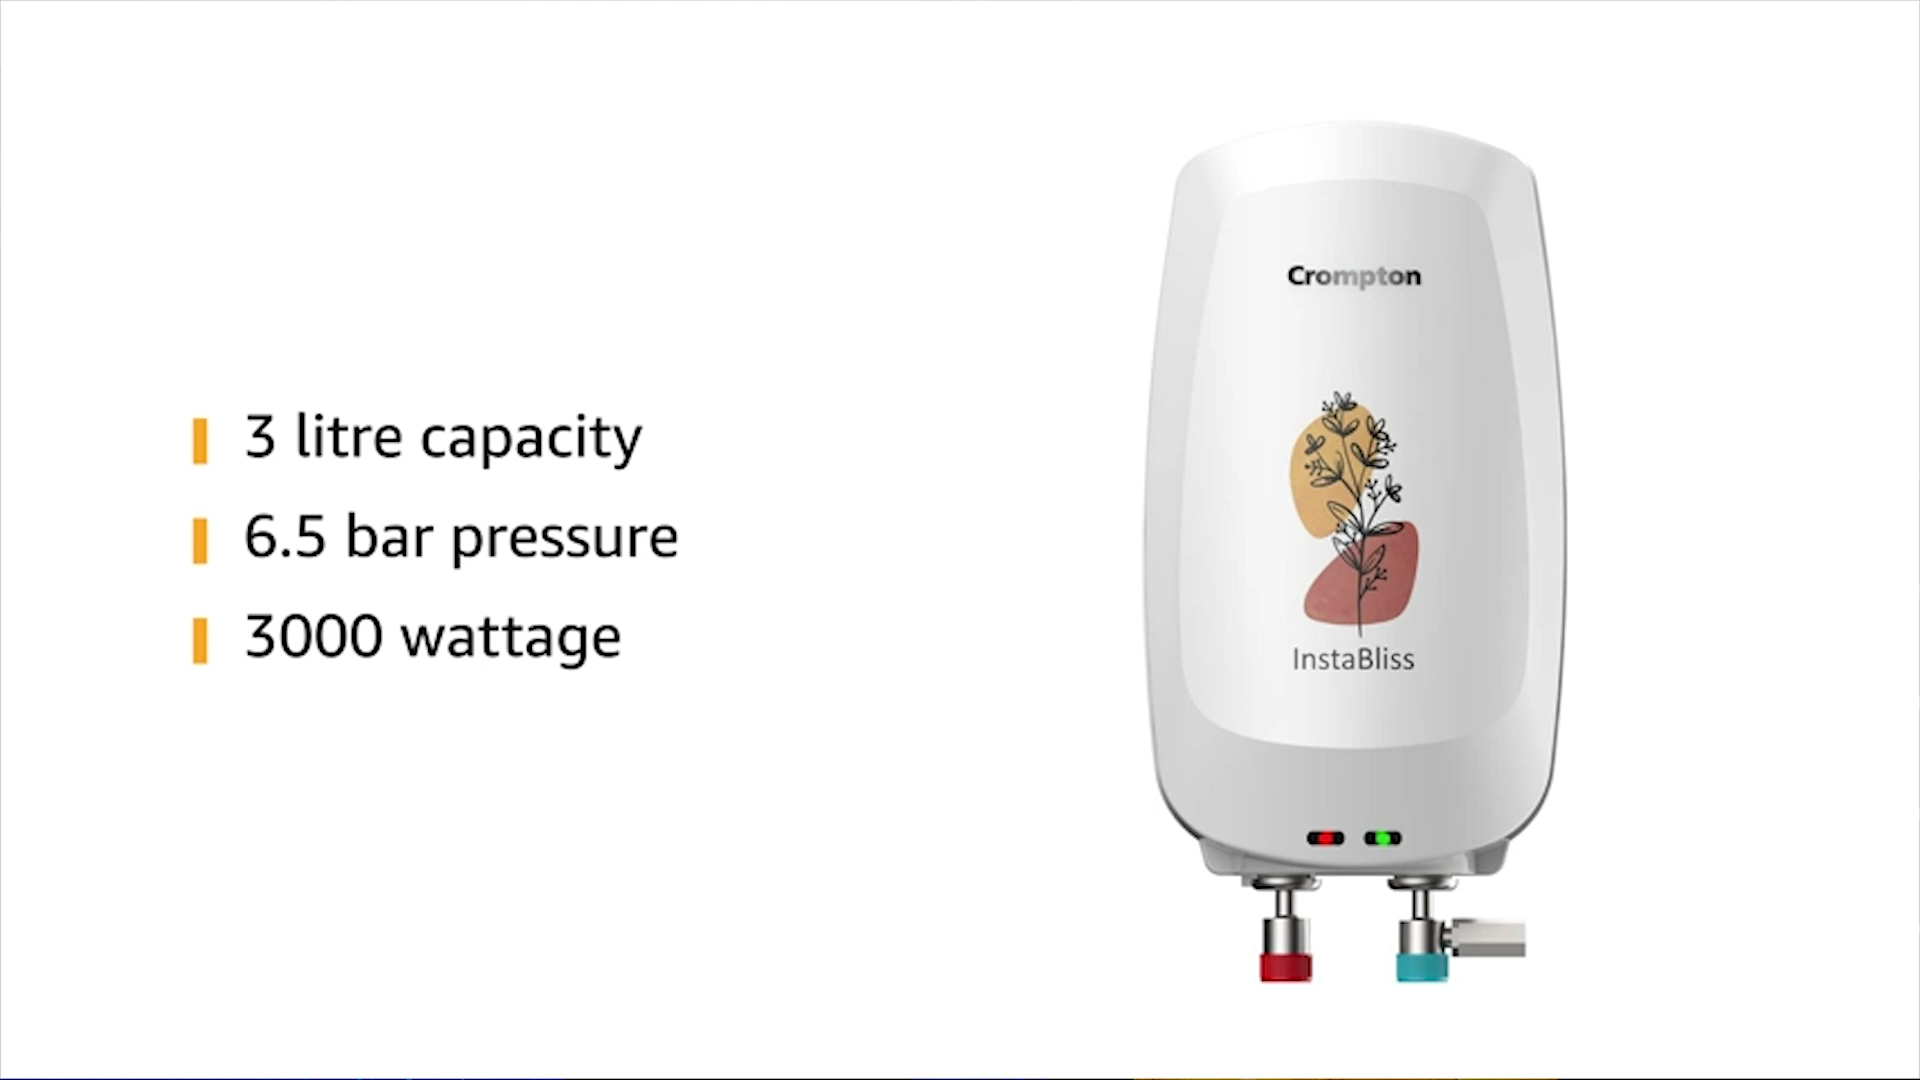 3 litre capacity
6.5 bar pressure
3000 wattage
Crompton
InstaBliss